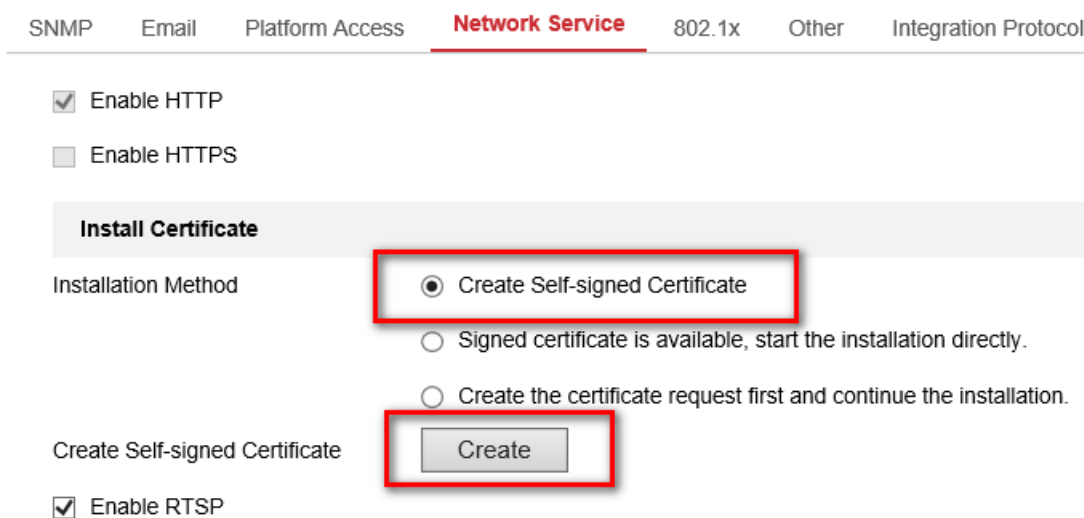 SNMP Email Platform Access Network Service 802.1x Other Integration Protocol
Enable HTTP
Enable HTTPS
Install Certificate
Installation Method Create Self-signed Certificate
Signed certificate is available, start the installation directly.
Create the certificate request first and continue the installation.
Create Self-signed Certificate Create
Enable RTSP